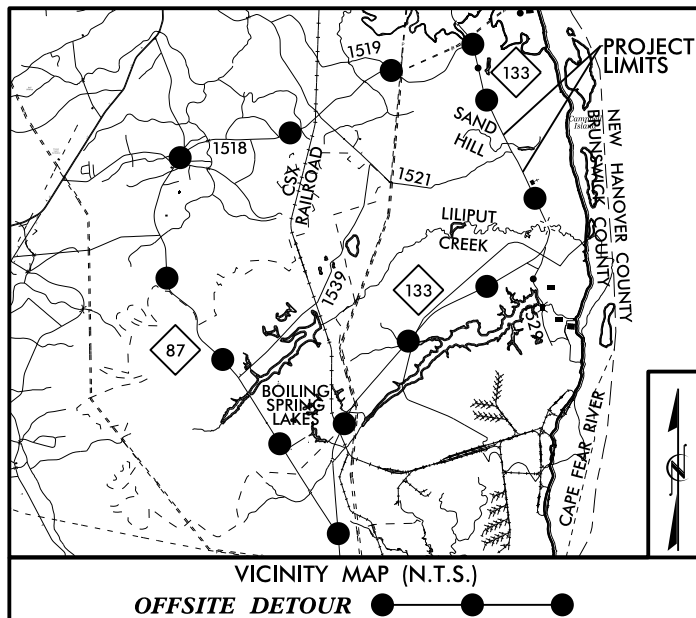 1519
133
PROJECT
LIMITS
SAND
HILL
Island
1518
CSX
RAILROAD
1521
NEW HANOVER COUNTY
BRUNSWICK COUNTY
LILIPUT
CREEK
1539
133
87
BOILING
SPRING
LAKES
CAPE FEAR RIVER
VICINITY MAP (N.T.S.)
OFFSITE DETOUR